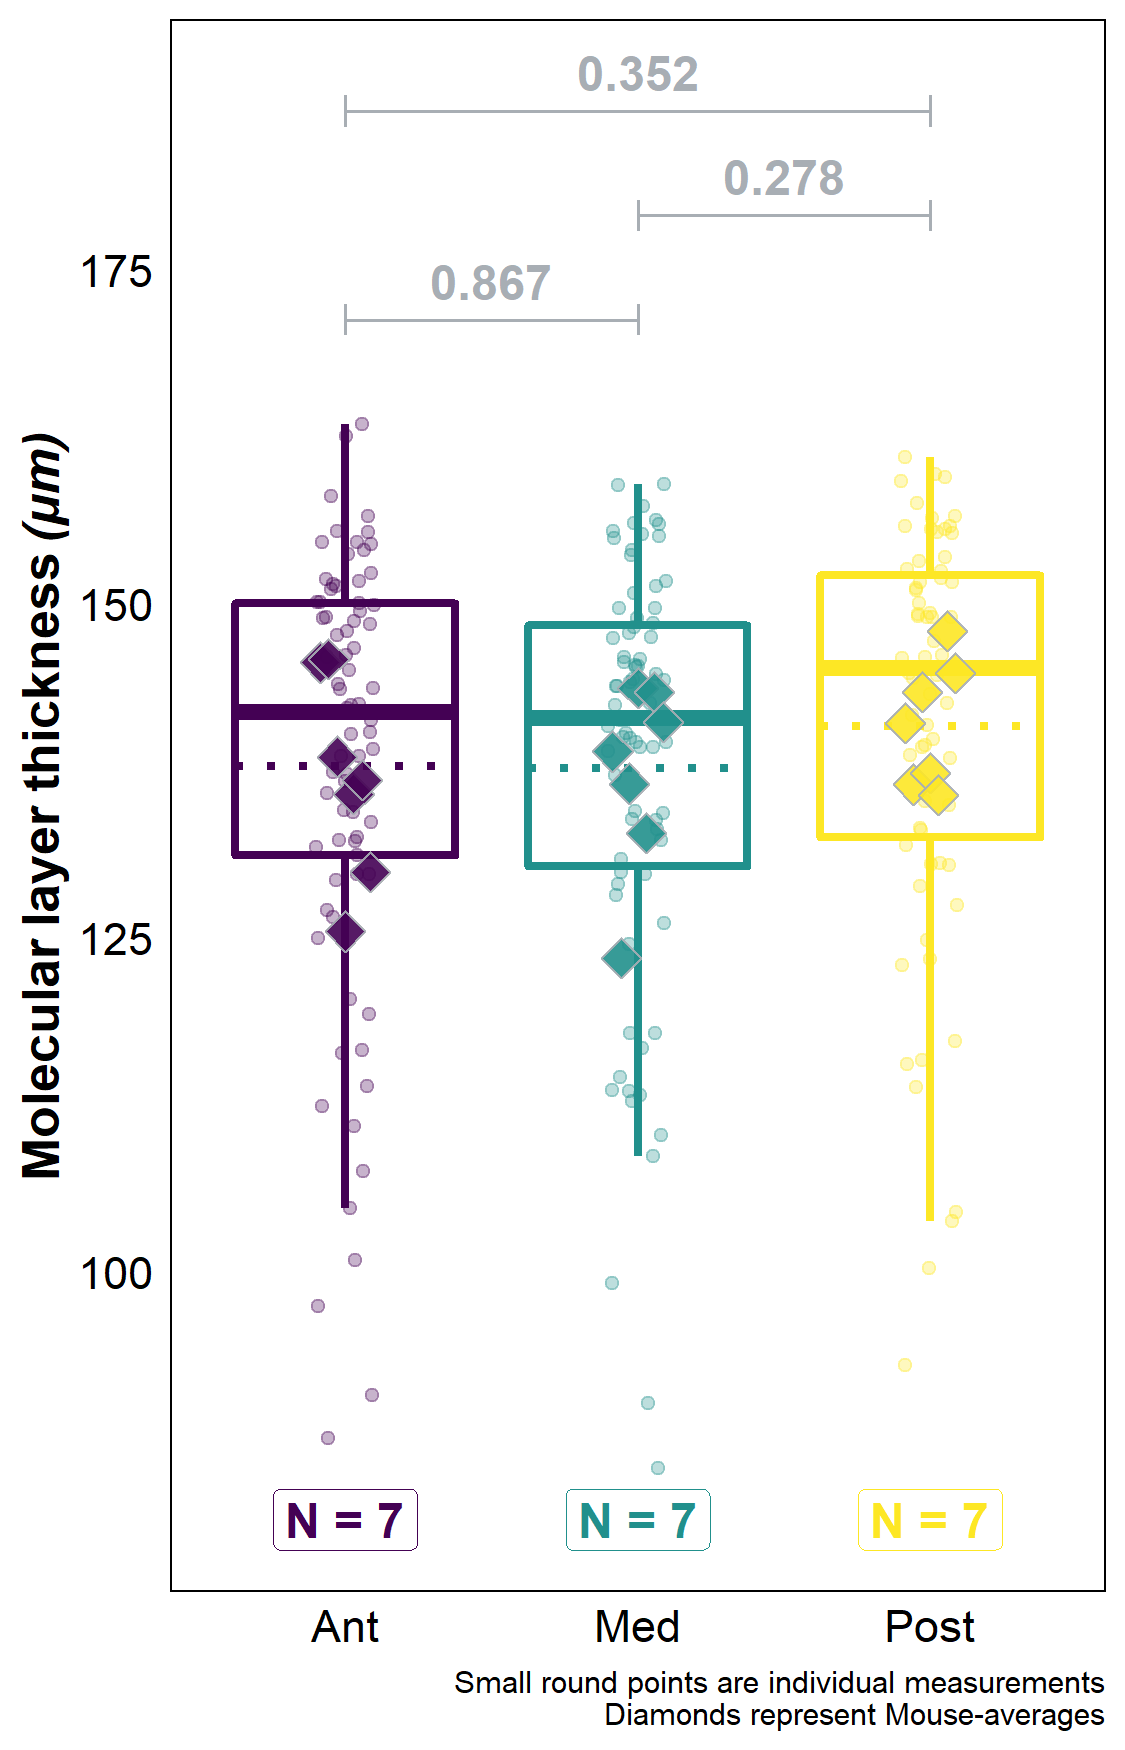 0.352
0.278
0.867
175
150
125
100
Molecular layer thickness (µm)
N = 7
N = 7
N = 7
Ant
Med
Post
Small round points are individual measurements
Diamonds represent Mouse-averages